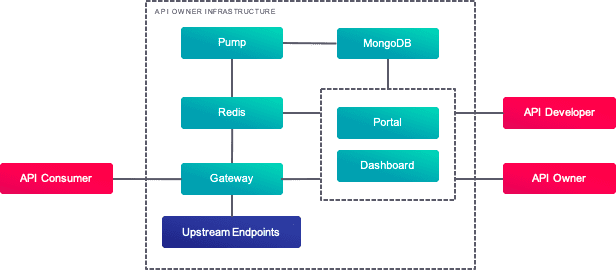 API OWNER INFRASTRUCTURE
Pump
MongoDB
Redis
Portal
API Developer
Dashboard
API Consumer
Gateway
API Owner
Upstream Endpoints